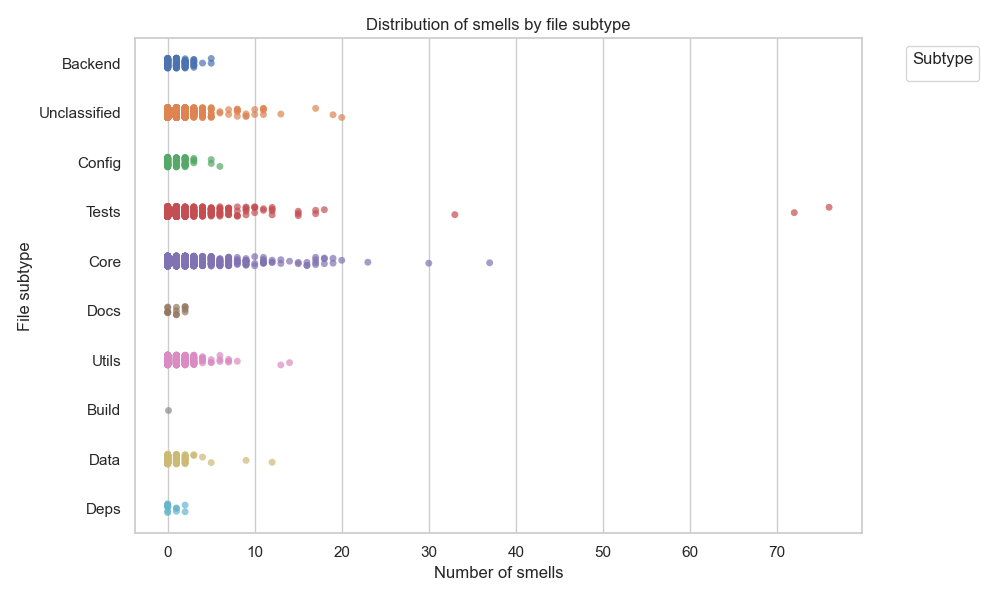 Distribution of smells by file subtype
Subtype
File subtype
Backend
Unclassified
Config
Tests
Core
Docs
Utils
Build
Data
Deps
0 10 20 30 40 50 60 70
Number of smells